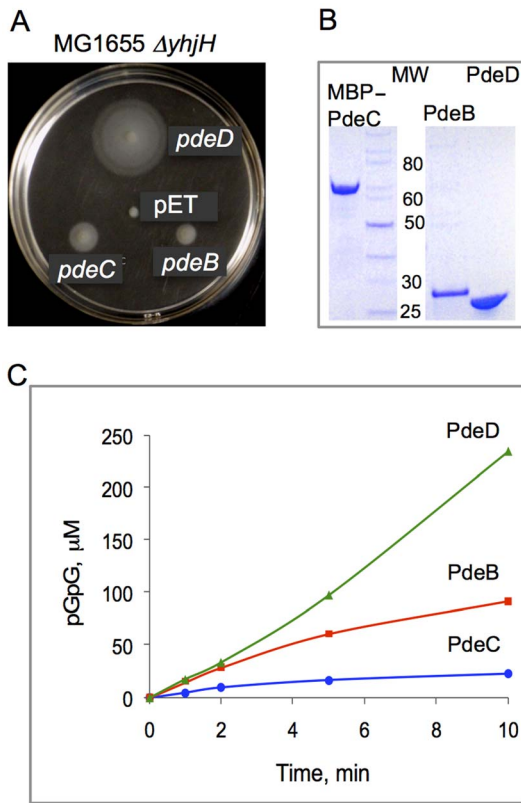 A
MG1655 ΔyhjH
pdeD
pET
pdeC
pdeB
B
MW
PdeD
MBP–
PdeC
PdeB
80
60
50
30
25
C
250
200
150
100
50
0
pGpG, μM
PdeD
PdeB
PdeC
0 2 4 6 8 10
Time, min